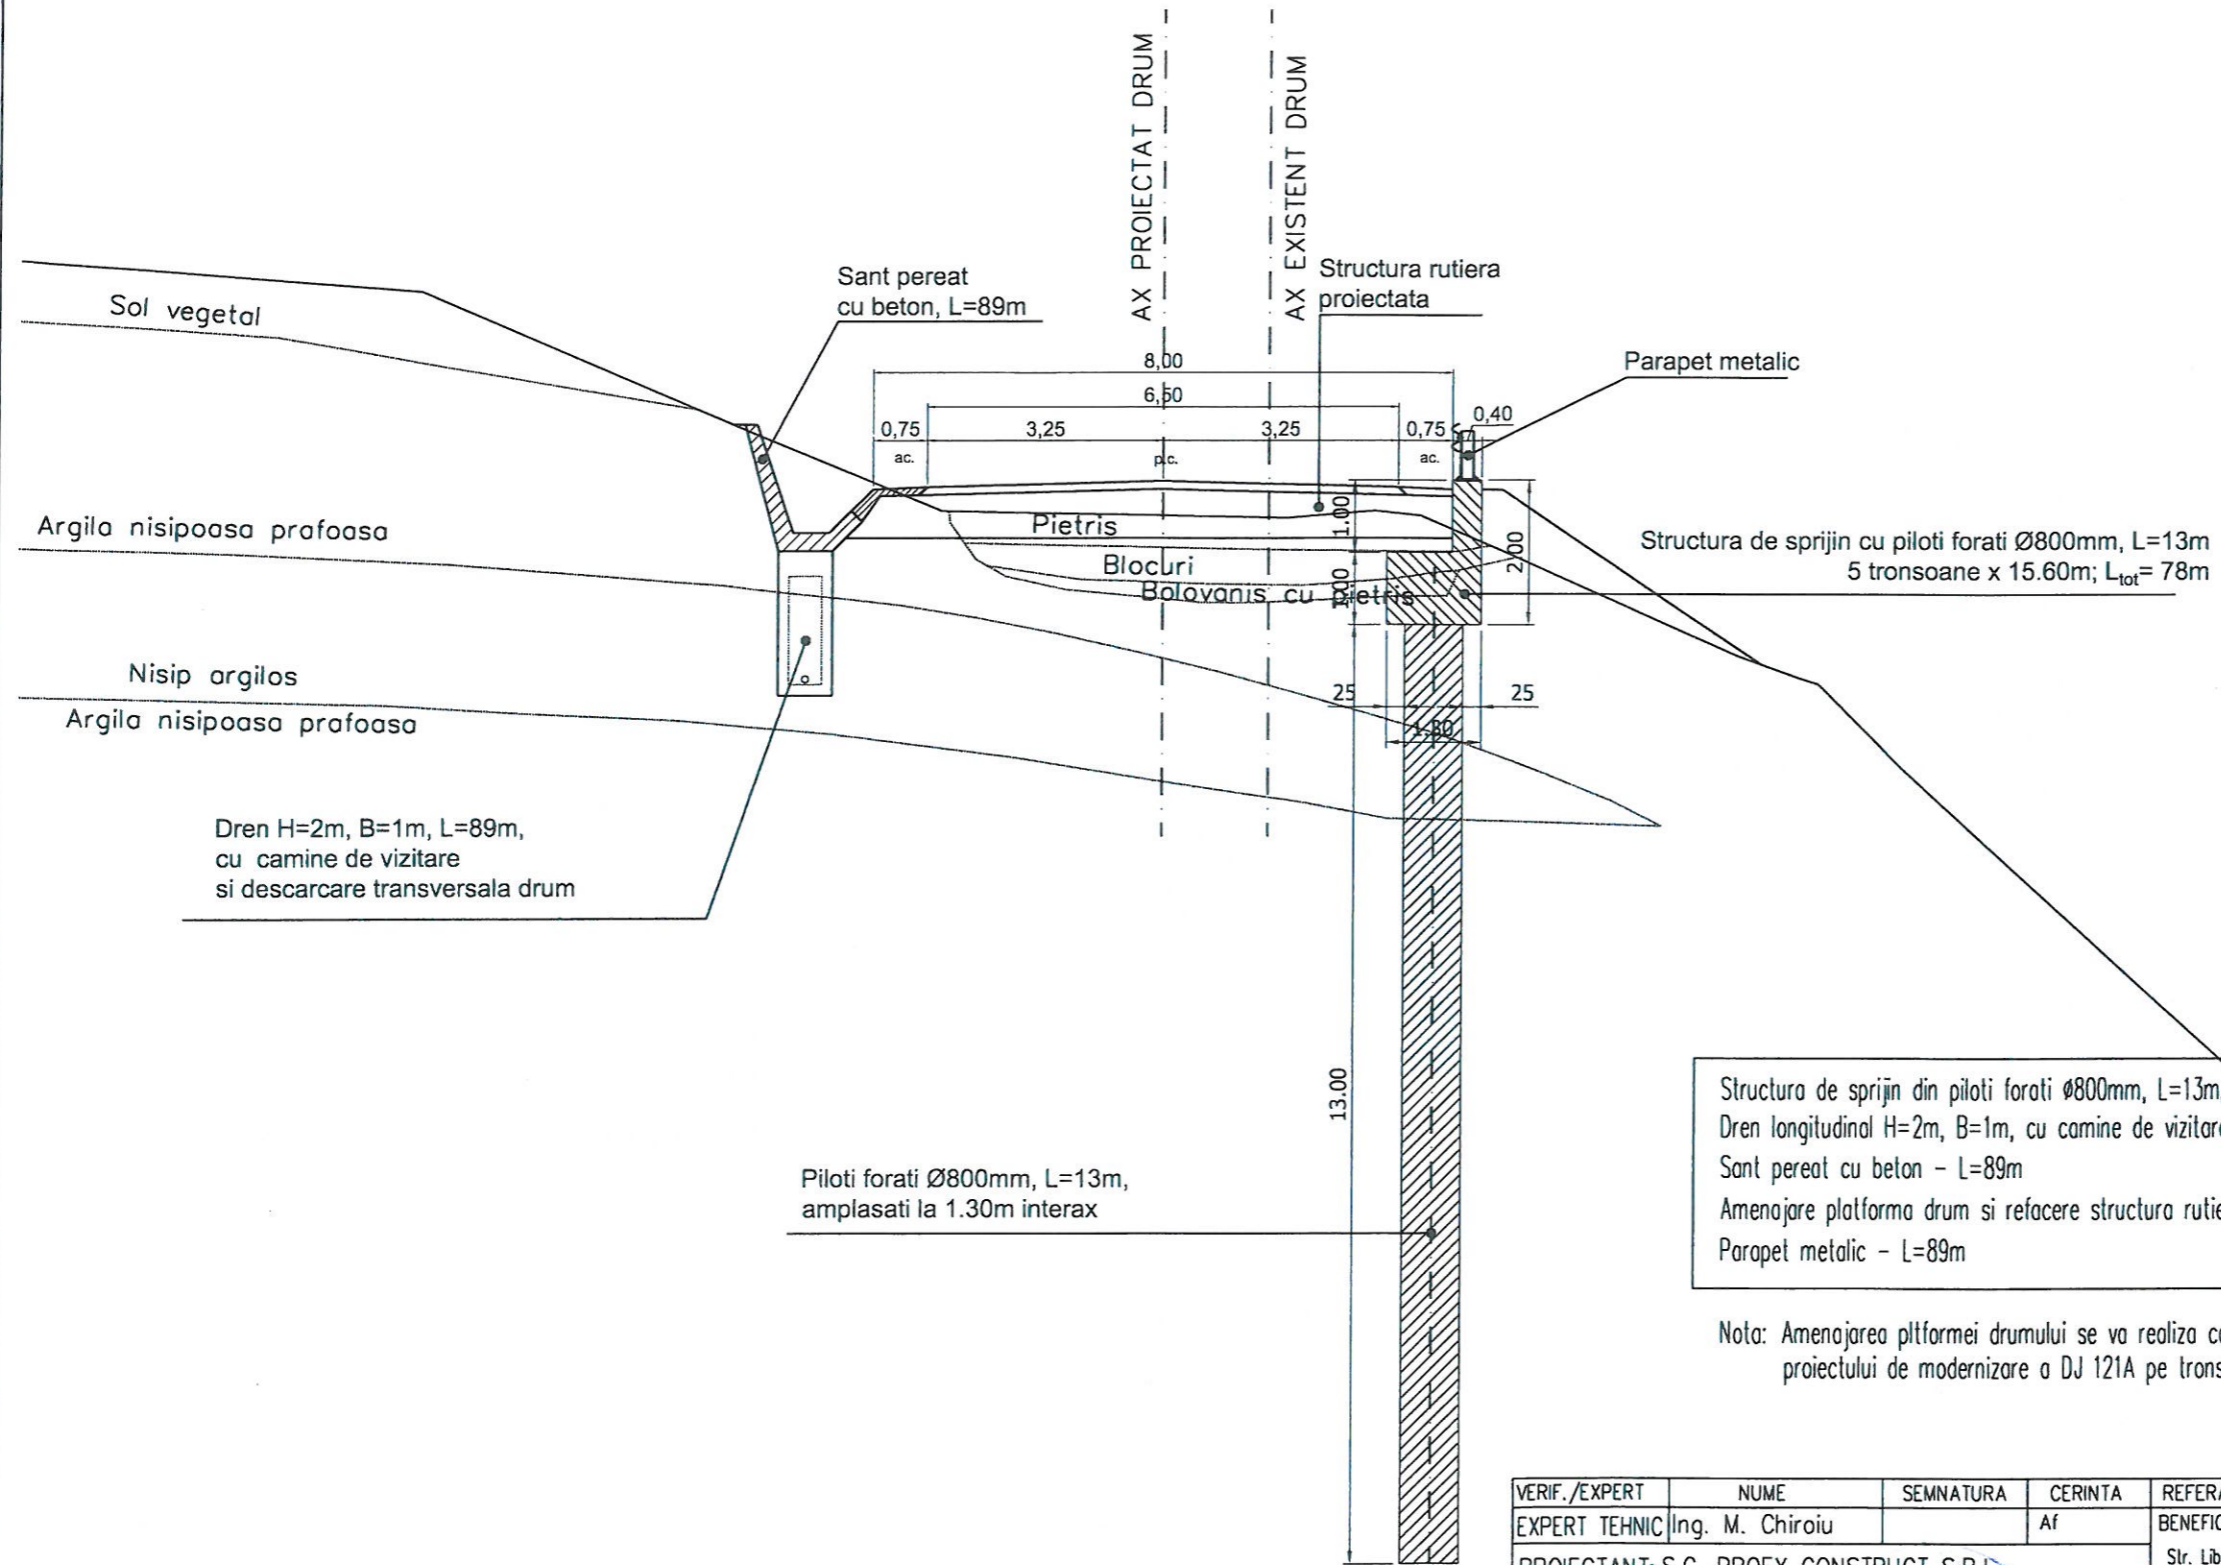 AX PROIECTAT DRUM
AX EXISTENT DRUM
Sol vegetal
Sant pereat
cu beton, L=89m
Structura rutiera
proiectata
Parapet metalic
8,00
6,50
0,75
3,25
3,25
0,75
0,40
ac.
p.c.
ac.
Argila nisipoasa prafoasa
Pietris
1.00
2.00
Structura de sprijin cu piloti forati Ø800mm, L=13m
5 tronsoane x 15.60m; Ltot= 78m
Blocuri
Bolovanis cu pietris
1.00
Nisip argilos
Argila nisipoasa prafoasa
25
25
1.30
Dren H=2m, B=1m, L=89m,
cu camine de vizitare
si descarcare transversala drum
13.00
Piloti forati Ø800mm, L=13m,
amplasati la 1.30m interax
Structura de sprijin din piloti forati Ø800mm, L=13m
Dren longitudinal H=2m, B=1m, cu camine de vizitare
Sant pereat cu beton - L=89m
Amenajare platforma drum si refacere structura rutie
Parapet metalic - L=89m
Nota: Amenajarea pltformei drumului se va realiza
proiectului de modernizare a DJ 121A pe trons
VERIF./EXPERT NUME SEMNATURA CERINTA REFERA
EXPERT TEHNIC Ing. M. Chiroiu Af BENEFIC
PROIECTANT: S.C. PROEX CONSTRUCT S.R.L.
Str. Lib